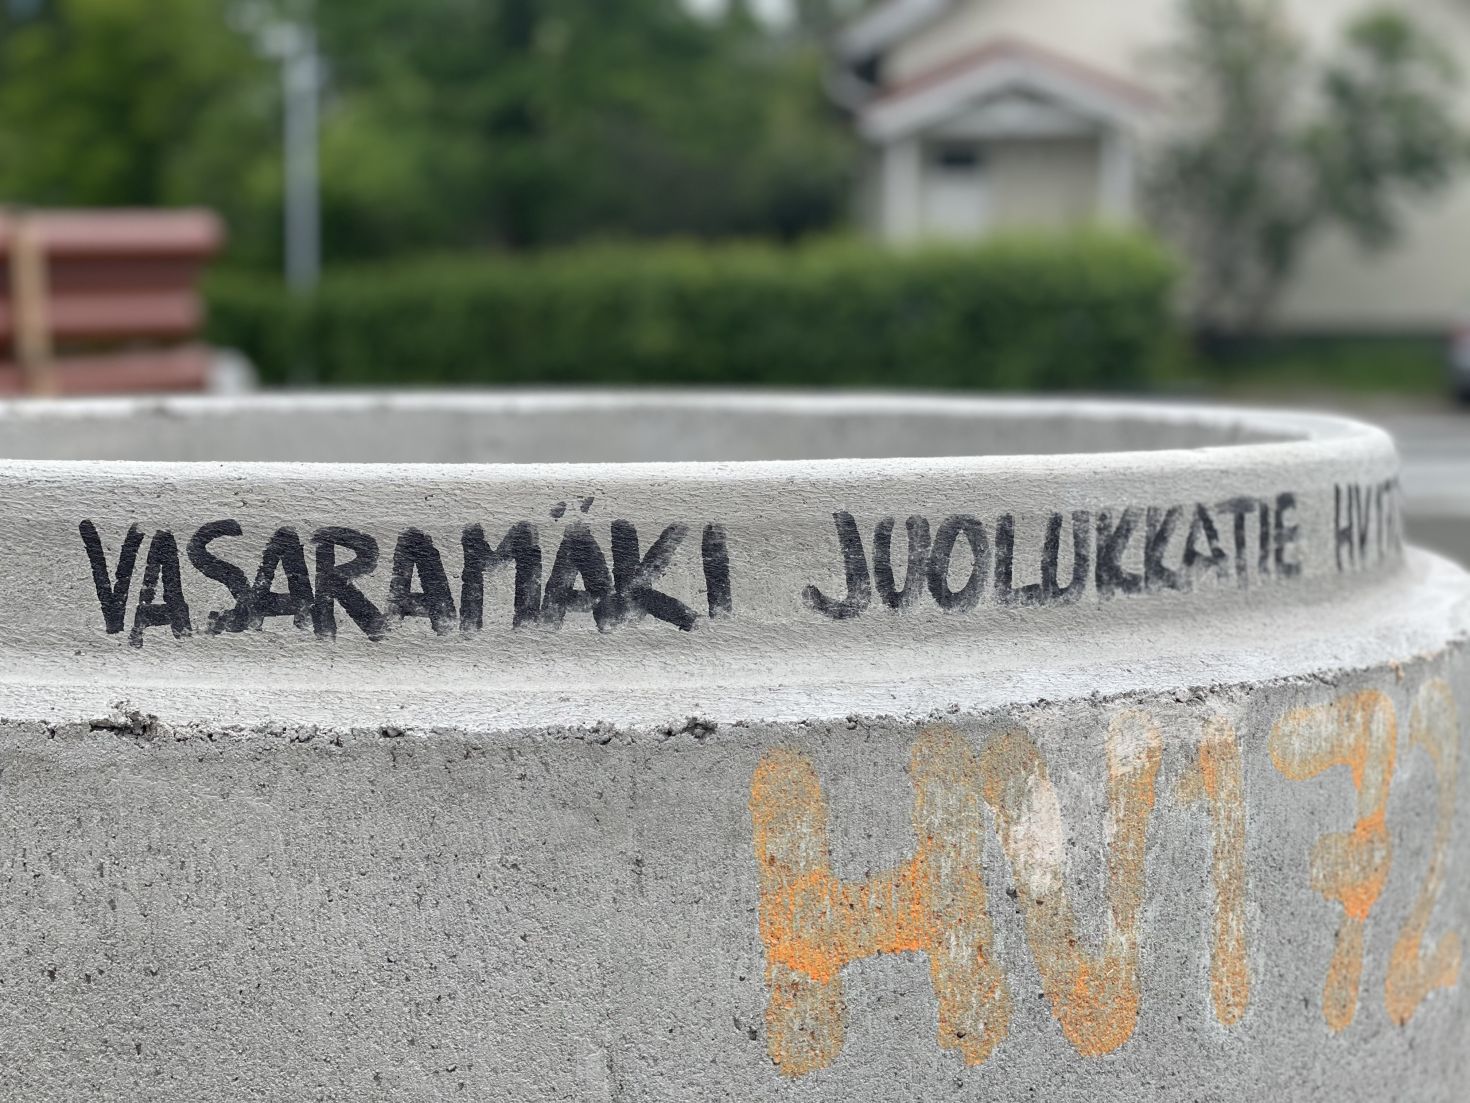 VASARAMÄKI JUOLUKKATIE
HV172